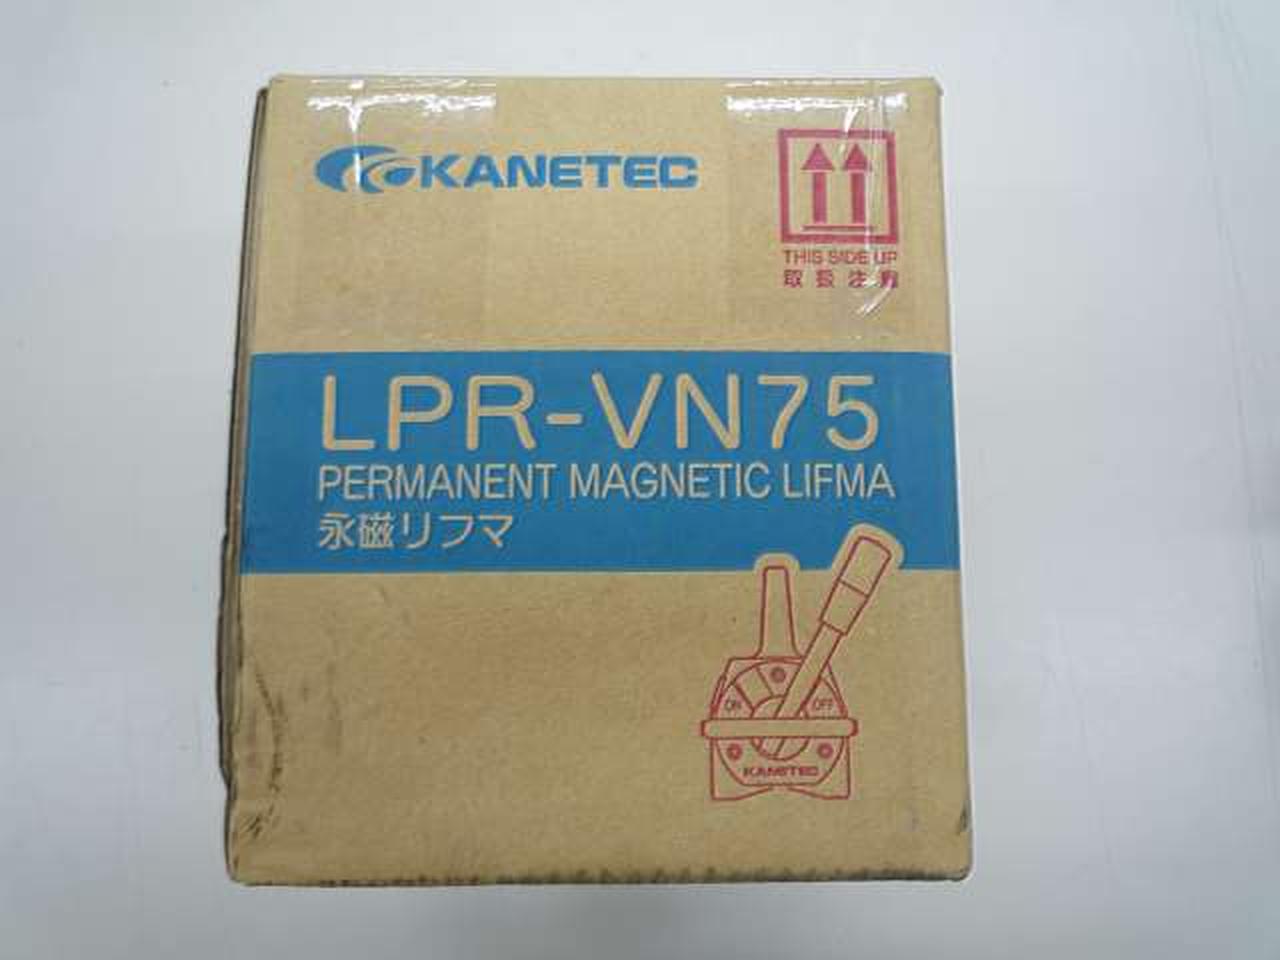 KANETEC
THIS SIDE UP
取扱注意
LPR-VN75
PERMANENT MAGNETIC LIFMA
永磁リフマ
ON
OFF
KANETEC